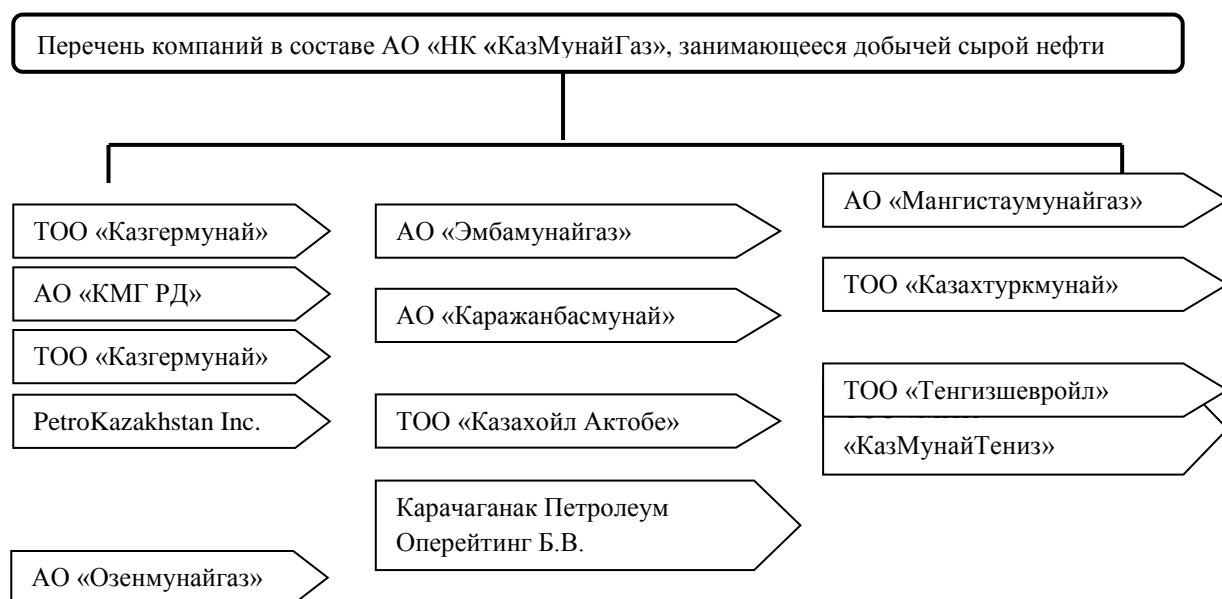 Перечень компаний в составе АО «НК «КазМунайГаз», занимающееся добычей сырой нефти
ТОО «Казгермунай»
АО «КМГ РД»
ТОО «Казгермунай»
PetroKazakhstan Inc.
АО «Озенмунайгаз»
АО «Эмбамунайгаз»
АО «Каражанбасмунай»
ТОО «Казахойл Актобе»
Карачаганак Петролеум
Оперейтинг Б.В.
АО «Мангистаумунайгаз»
ТОО «Казахтуркмунай»
ТОО «Тенгизшевройл»
«КазМунайТениз»